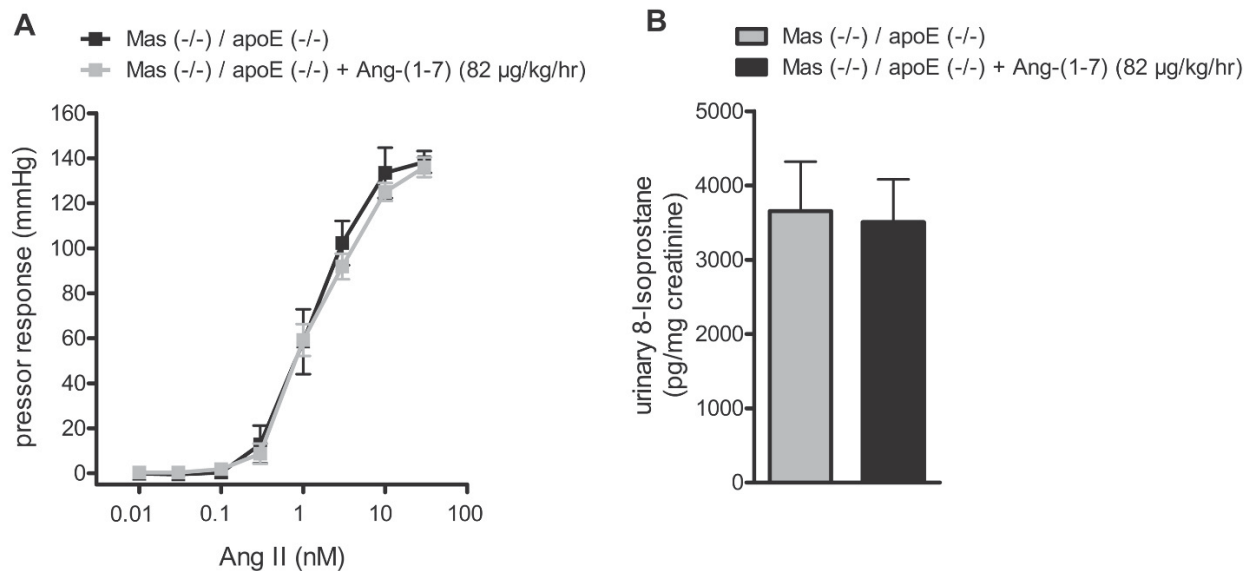 A
Mas (-/-) / apoE (-/-)
Mas (-/-) / apoE (-/-) + Ang-(1-7) (82 µg/kg/hr)
pressor response (mmHg)
160
140
120
100
80
60
40
20
0
0.01 0.1 1 10 100
Ang II (nM)
B
Mas (-/-) / apoE (-/-)
Mas (-/-) / apoE (-/-) + Ang-(1-7) (82 µg/kg/hr)
urinary 8-Isoprostane
(pg/mg creatinine)
5000
4000
3000
2000
1000
0